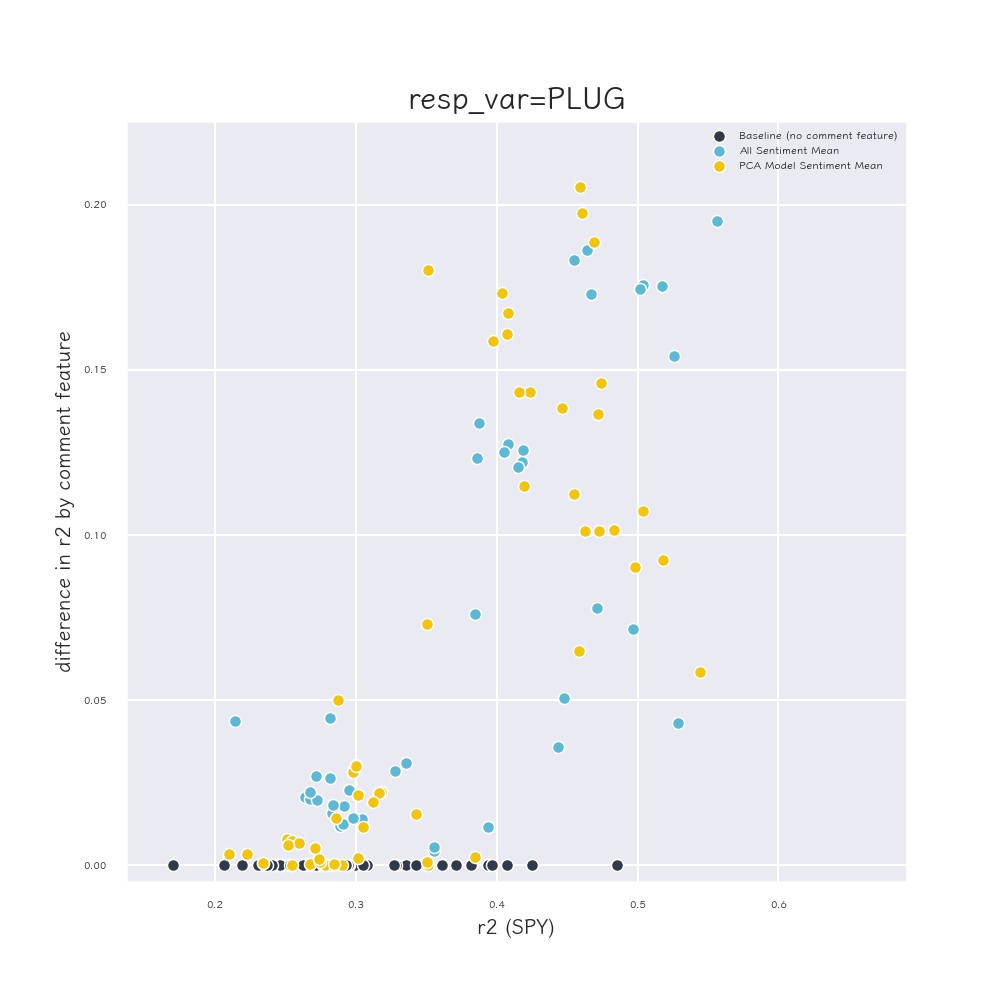 resp_var=PLUG
Baseline (no comment feature)
All Sentiment Mean
PCA Model Sentiment Mean
difference in r2 by comment feature
0.20
0.15
0.10
0.05
0.00
0.2 0.3 0.4 0.5 0.6
r2 (SPY)